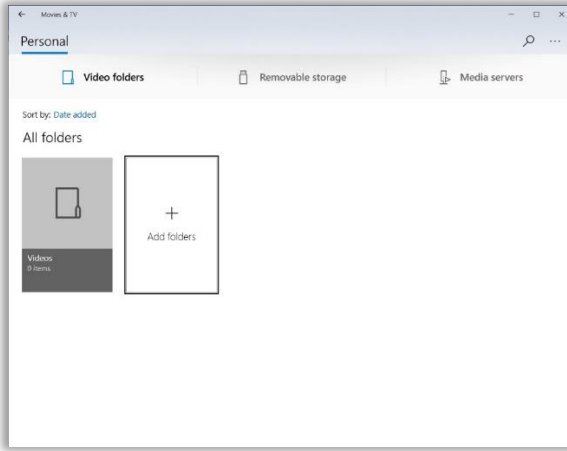 Movies & TV
Personal
Video folders
Removable storage
Media servers
Sort by: Date added
All folders
Add folders
Videos
9 items